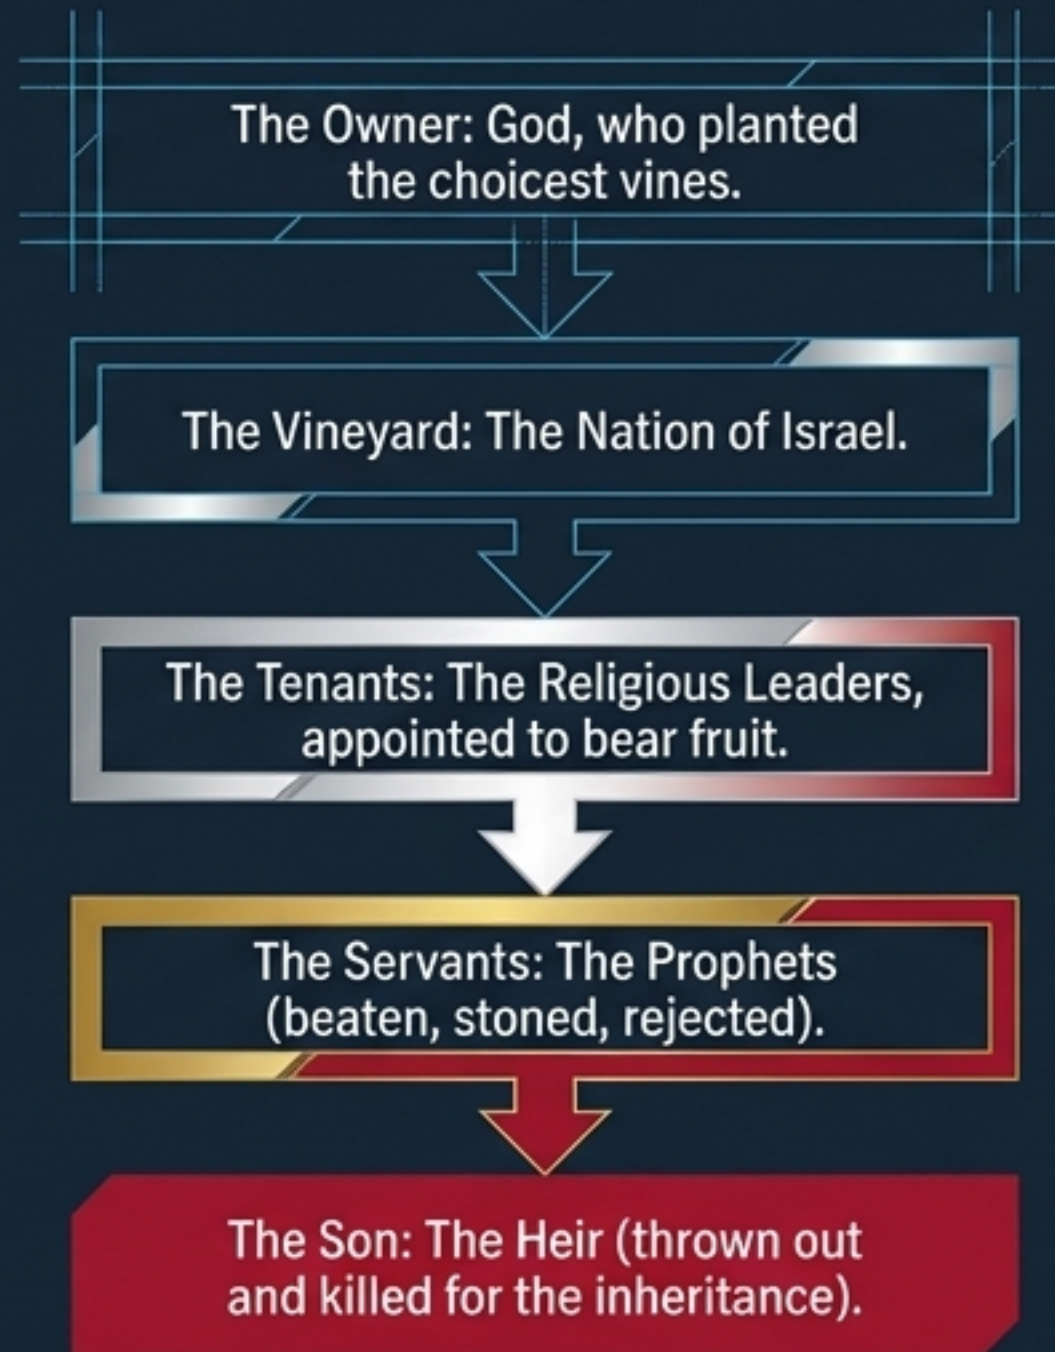 The Owner: God, who planted
the choicest vines.
The Vineyard: The Nation of Israel.
The Tenants: The Religious Leaders,
appointed to bear fruit.
The Servants: The Prophets
(beaten, stoned, rejected).
The Son: The Heir (thrown out
and killed for the inheritance).